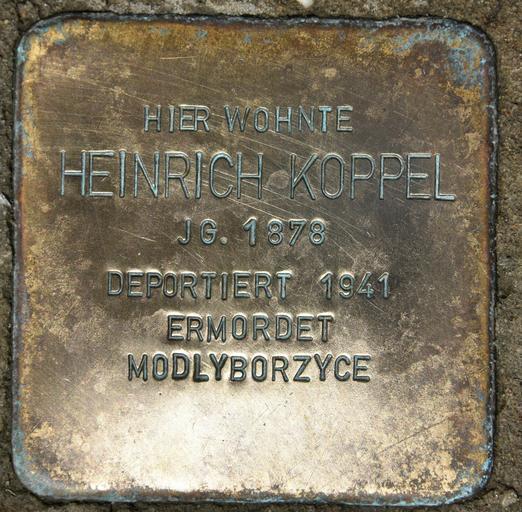 HIER WOHNTE
HEINRICH KOPPEL
JG. 1878
DEPORTIERT 1941
ERMORDET
MODLYBORZYCE